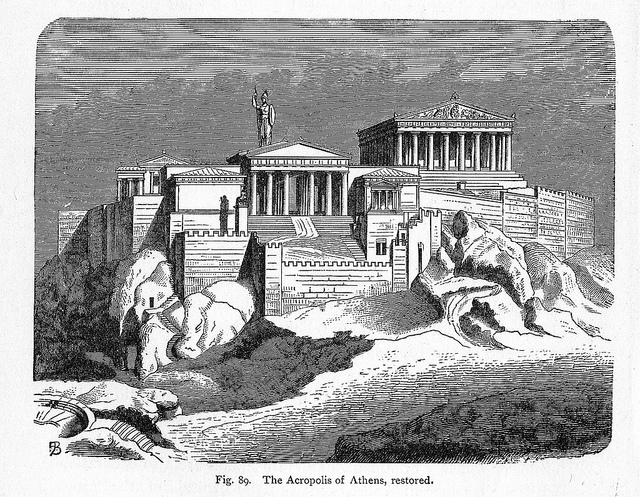 Fig. 89. The Acropolis of Athens, restored.